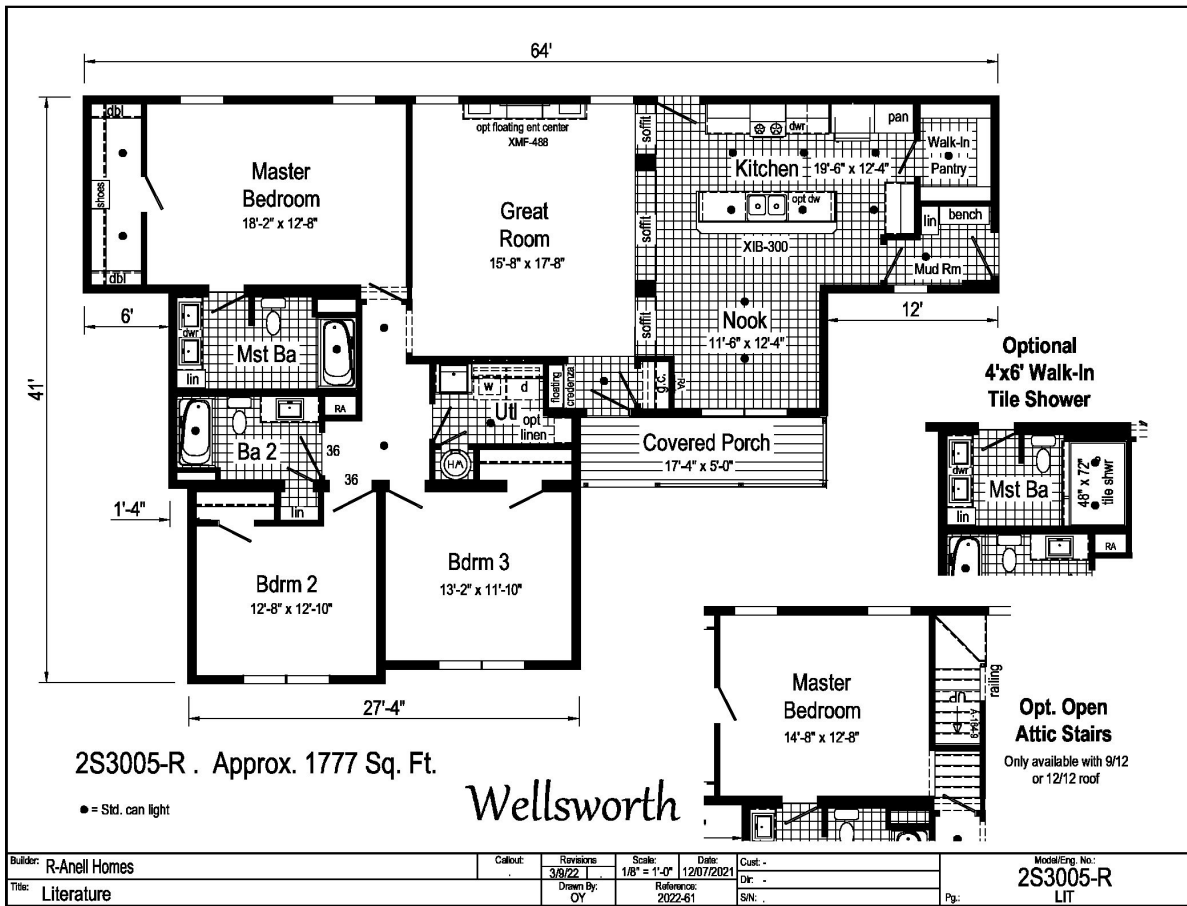 64'
41'
dbl
shoes
dbl
Master
Bedroom
18'-2" x 12'-8"
opt floating ent center
XMF-488
Great
Room
15'-8" x 17'-8"
soffit
soffit
soffit
dwr
pan
Kitchen 19'-6" x 12'-4"
opt dw
XIB-300
Walk-In
Pantry
lin
bench
Mud Rm
Nook
11'-6" x 12'-4"
6'
12'
dwr
Mst Ba
lin
RA
Ba 2
36
36
lin
w
d
Utl
opt
linen
HW
floating
credenza
g.c.
RA
Covered Porch
17'-4" x 5'-0"
1'-4"
Bdrm 2
12'-8" x 12'-10"
Bdrm 3
13'-2" x 11'-10"
27'-4"
Optional
4'x6' Walk-In
Tile Shower
dwr
Mst Ba
lin
48" x 72"
tile shwr
RA
Master
Bedroom
14'-8" x 12'-8"
UP
A-184-9
railing
Opt. Open
Attic Stairs
Only available with 9/12
or 12/12 roof
2S3005-R . Approx. 1777 Sq. Ft.
= Std. can light
Wellsworth
Builder: R-Anell Homes
Title: Literature
Callout:
.
Revisions
3/9/22 .
Drawn By:
OY
Scale:
1/8" = 1'-0"
Date:
12/07/2021
Reference:
2022-61
Cust: -
Dir: -
S/N: .
Model/Eng. No.:
2S3005-R
Pg.: LIT